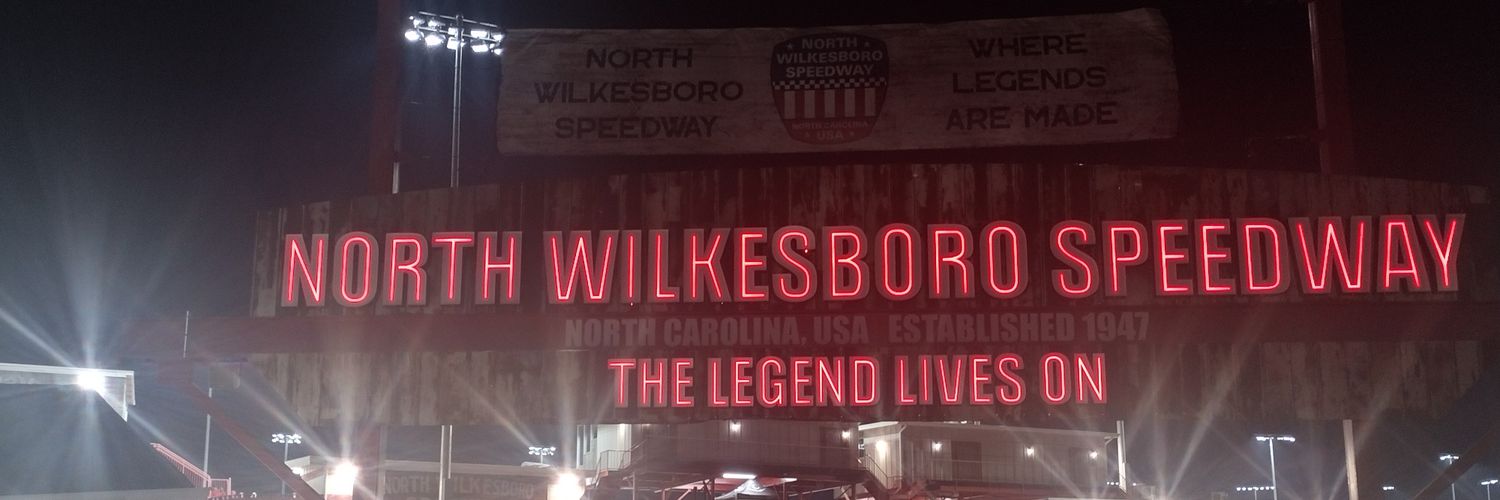 NORTH
WILKESBORO
SPEEDWAY
NORTH
WILKESBORO
SPEEDWAY
NORTH CAROLINA
USA
WHERE
LEGENDS
ARE MADE
NORTH WILKESBORO SPEEDWAY
NORTH CAROLINA, USA ESTABLISHED 1947
THE LEGEND LIVES ON
NORTH WILKESBORO